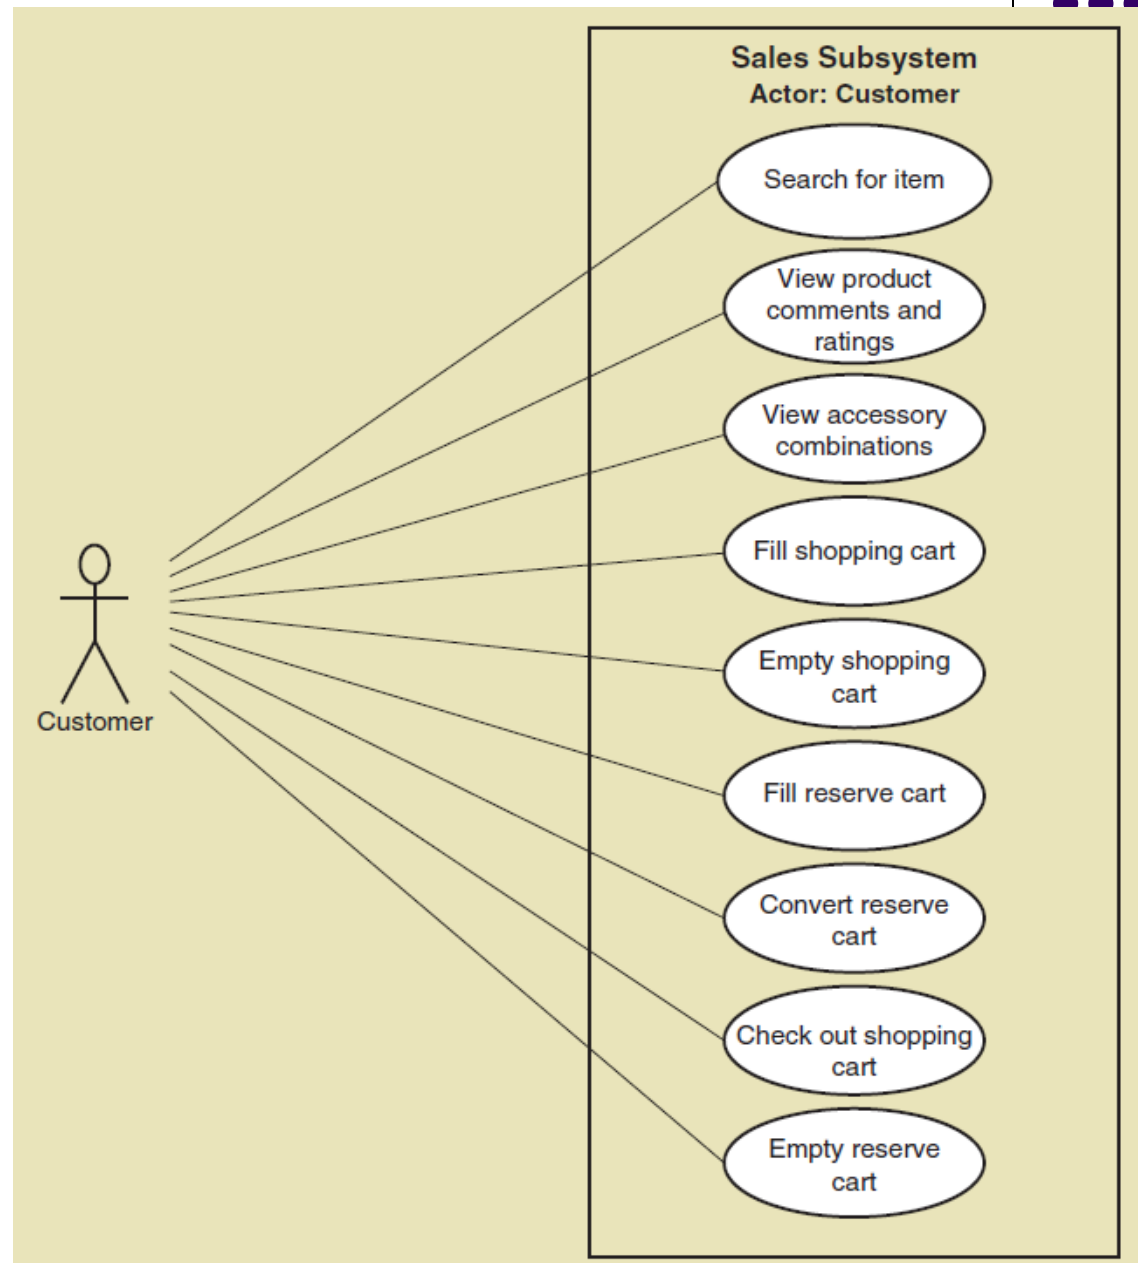 Sales Subsystem
Actor: Customer
Search for item
View product
comments and
ratings
View accessory
combinations
Fill shopping cart
Empty shopping
cart
Customer
Fill reserve cart
Convert reserve
cart
Check out shopping
cart
Empty reserve
cart